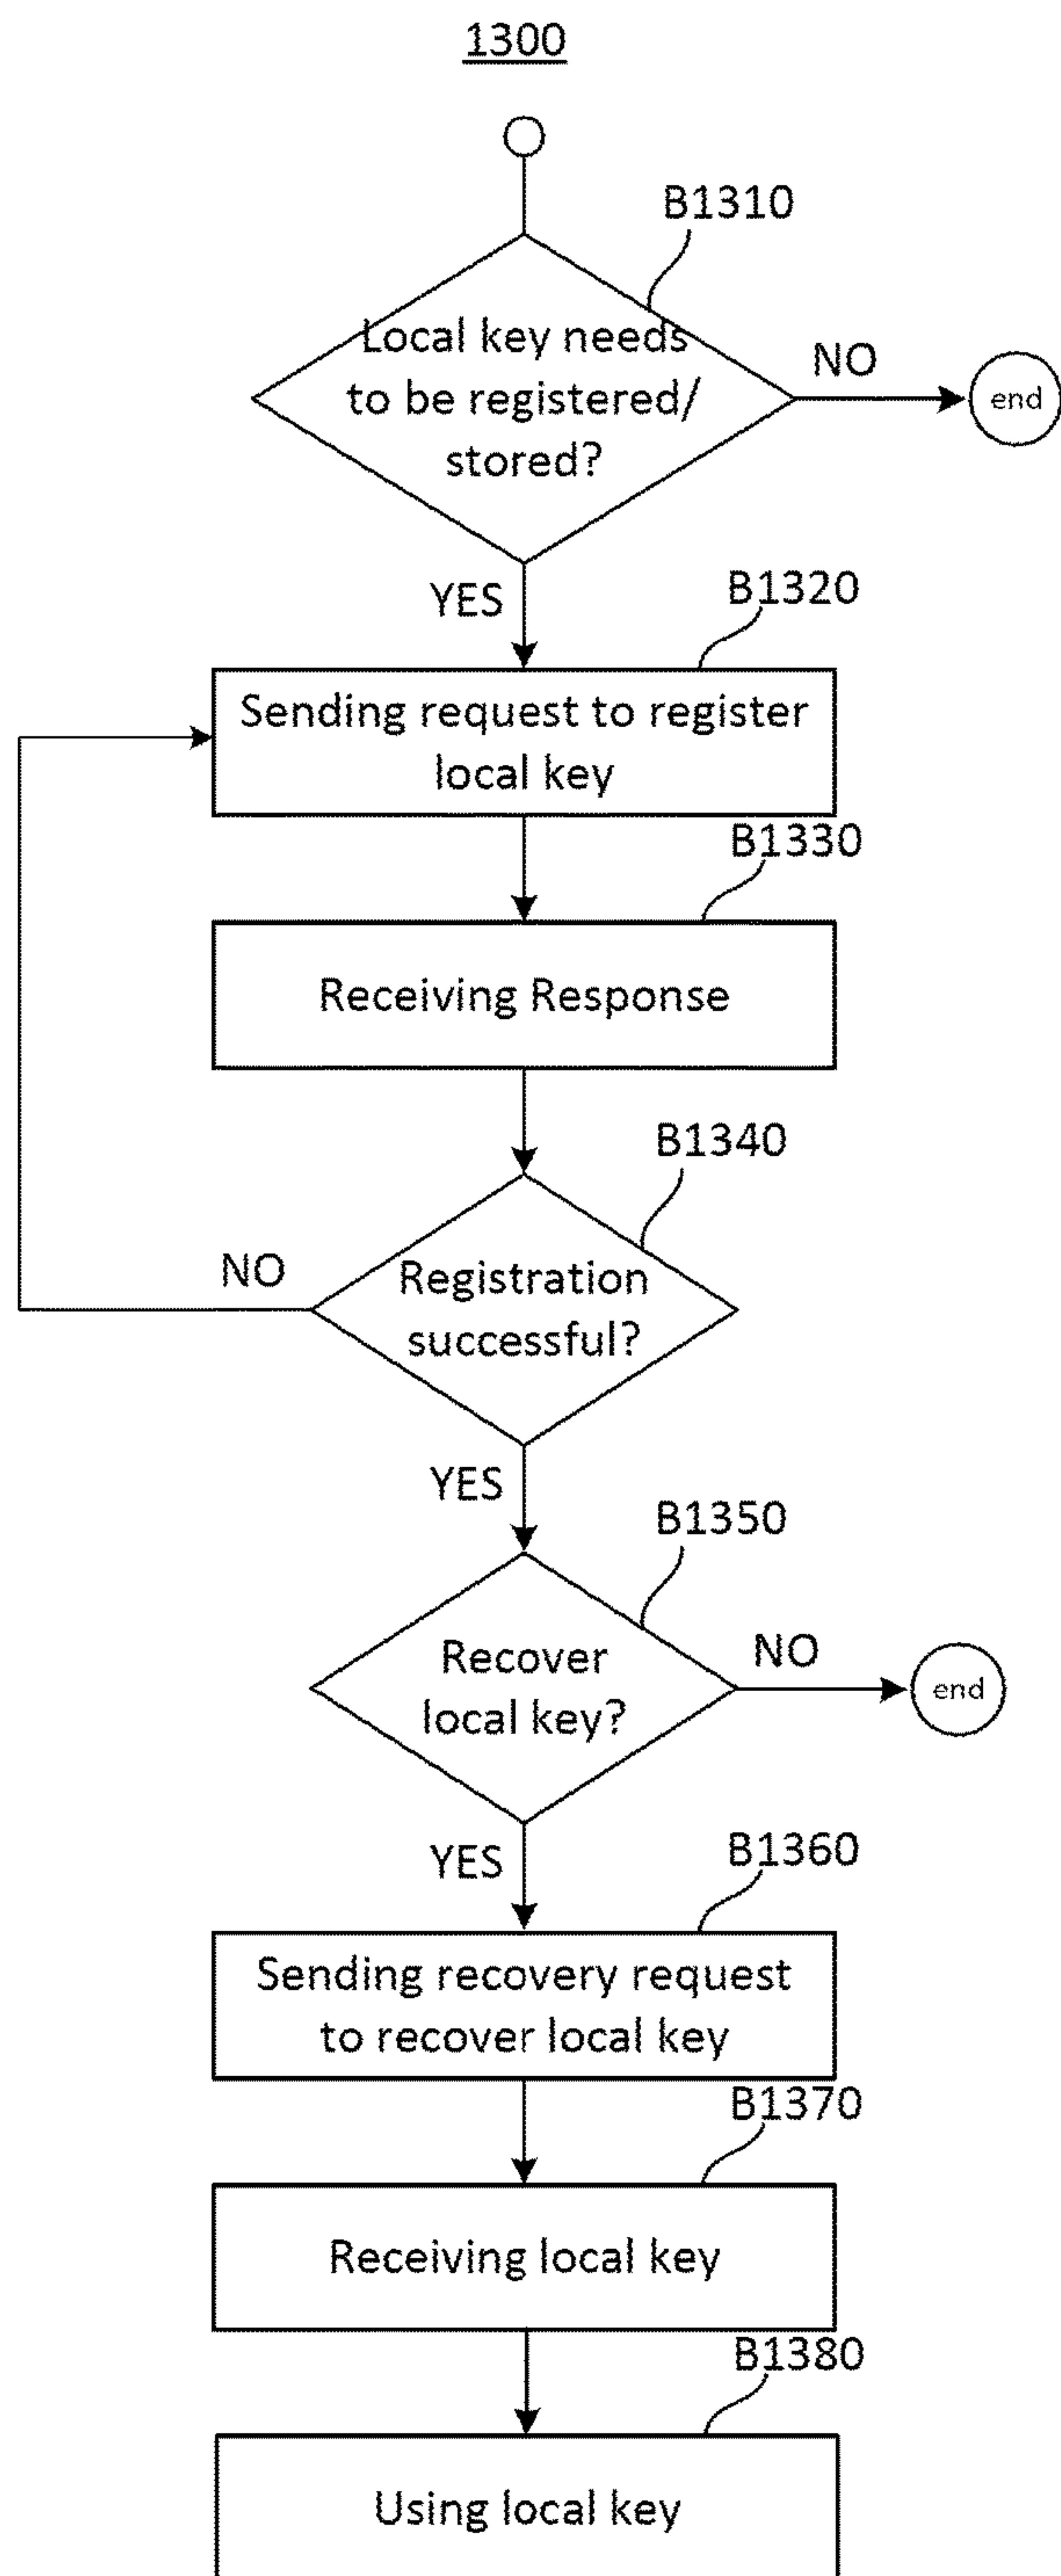 1300
B1310
Local key needs
to be registered/
stored?
NO
end
YES
B1320
Sending request to register
local key
B1330
Receiving Response
B1340
NO
Registration
successful?
YES
B1350
Recover
local key?
NO
end
YES
B1360
Sending recovery request
to recover local key
B1370
Receiving local key
B1380
Using local key